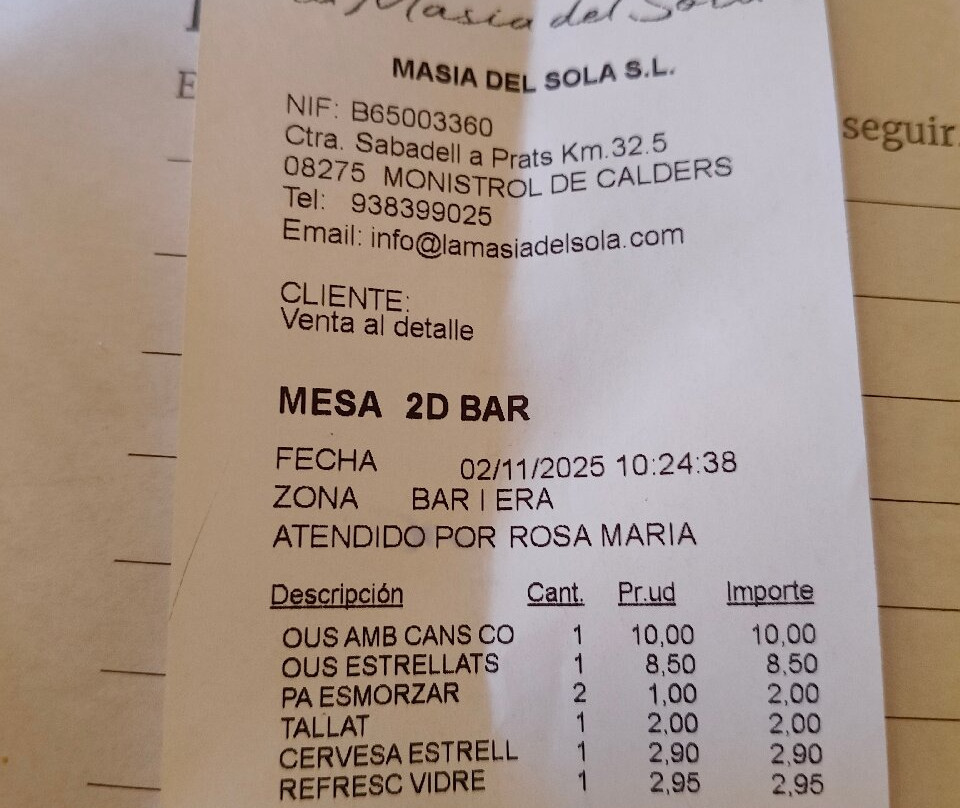 Masia del Sola
MASIA DEL SOLA S.L.
NIF: B65003360
Ctra. Sabadell a Prats Km.32.5
08275 MONISTROL DE CALDERS
Tel: 938399025
Email: info@lamasiadelsola.com
CLIENTE:
Venta al detalle
MESA 2D BAR
FECHA 02/11/2025 10:24:38
ZONA BAR I ERA
ATENDIDO POR ROSA MARIA
Descripción Cant. Pr.ud Importe
OUS AMB CANS CO 1 10,00 10,00
OUS ESTRELLATS 1 8,50 8,50
PA ESMORZAR 2 1,00 2,00
TALLAT 1 2,00 2,00
CERVESA ESTRELL 1 2,90 2,90
REFRESC VIDRE 1 2,95 2,95
seguir.